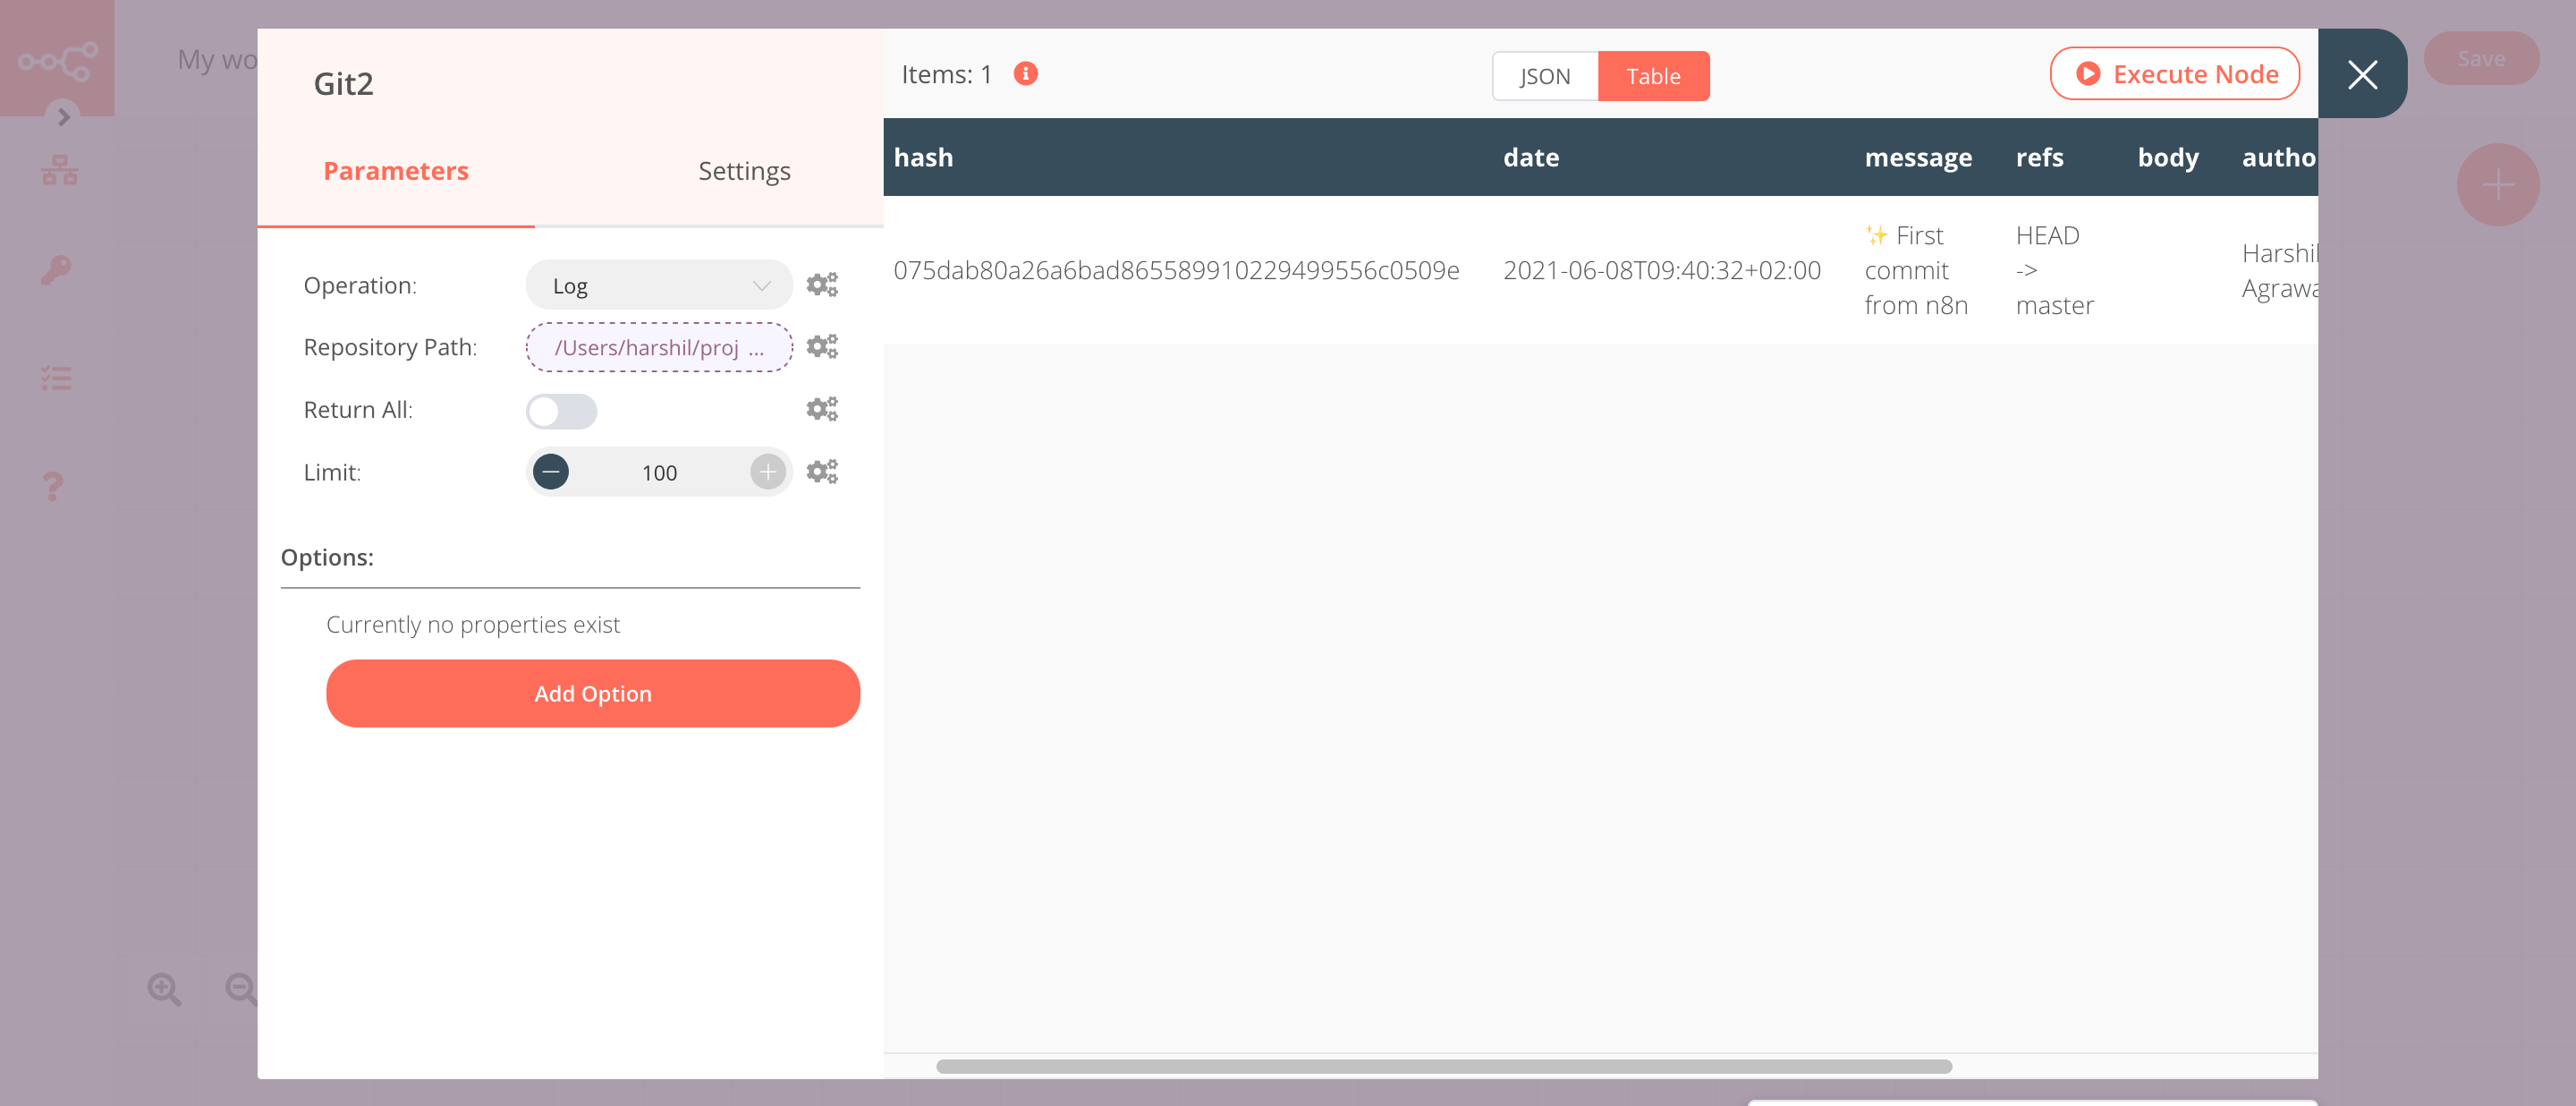 My wo
Save
Git2
Parameters
Settings
Operation:
Log
Repository Path:
/Users/harshil/proj ...
Return All:
Limit:
100
Options:
Currently no properties exist
Add Option
Items: 1
JSON
Table
Execute Node
hash date message refs body autho
075dab80a26a6bad865589910229499556c0509e
2021-06-08T09:40:32+02:00
✨ First
commit
from n8n
HEAD
->
master
Harshil
Agrawa